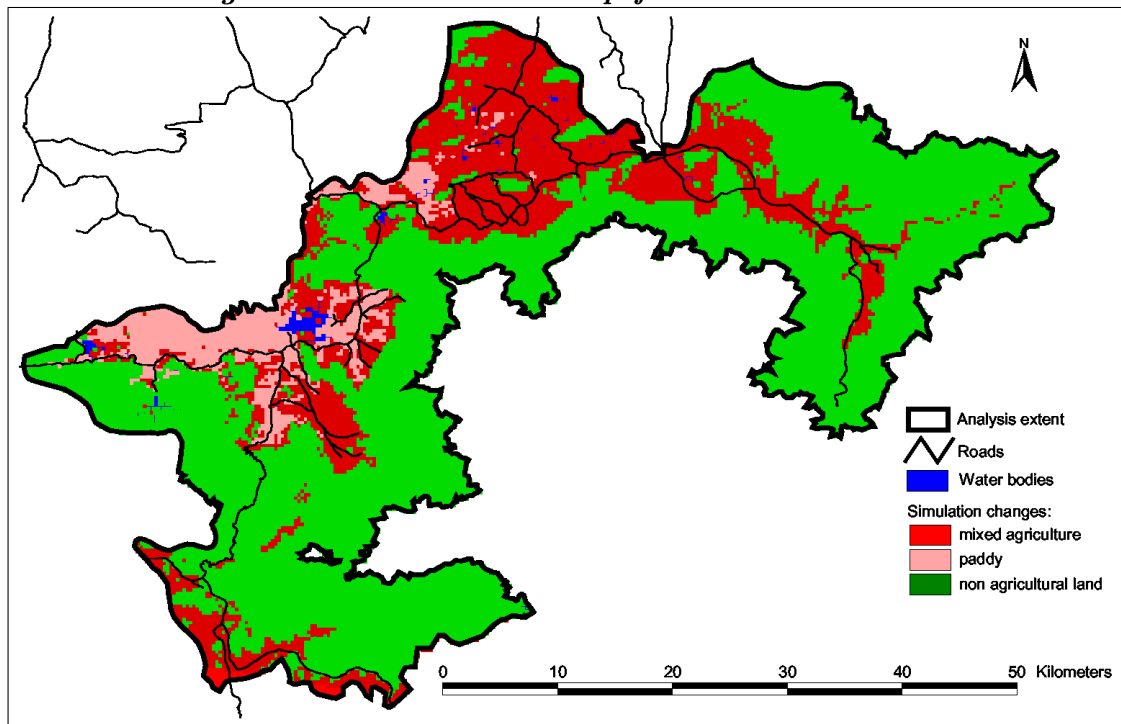 N
Analysis extent
Roads
Water bodies
Simulation changes:
mixed agriculture
paddy
non agricultural land
0 10 20 30 40 50 Kilometers